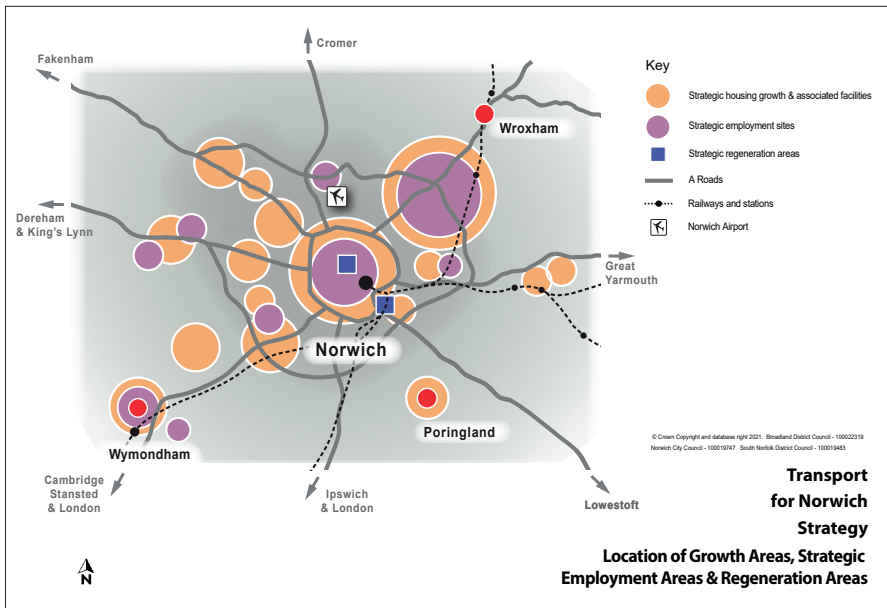 Cromer
Fakenham
Key
Strategic housing growth & associated facilities
Wroxham
Strategic employment sites
Strategic regeneration areas
A Roads
Railways and stations
Norwich Airport
Dereham
& King's Lynn
Great
Yarmouth
Norwich
Poringland
Wymondham
© Crown Copyright and database right 2021. Broadland District Council - 100022319
Norwich City Council - 100019747 South Norfolk District Council - 100019483
Cambridge
Stansted
& London
Ipswich
& London
Lowestoft
Transport
for Norwich
Strategy
Location of Growth Areas, Strategic
Employment Areas & Regeneration Areas
N